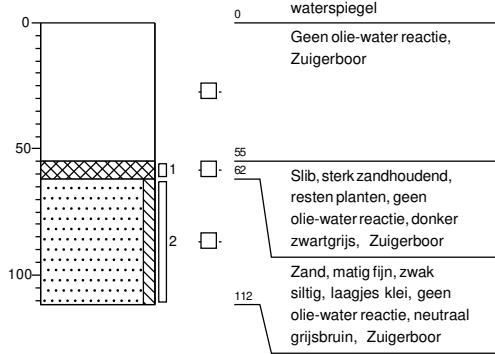 waterspiegel
0
0
Geen olie-water reactie,
Zuigerboor
50
55
1
62
Slib, sterk zandhoudend,
resten planten, geen
olie-water reactie, donker
zwartgrijs, Zuigerboor
2
100
Zand, matig fijn, zwak
siltig, laagjes klei, geen
112
olie-water reactie, neutraal
grijsbruin, Zuigerboor